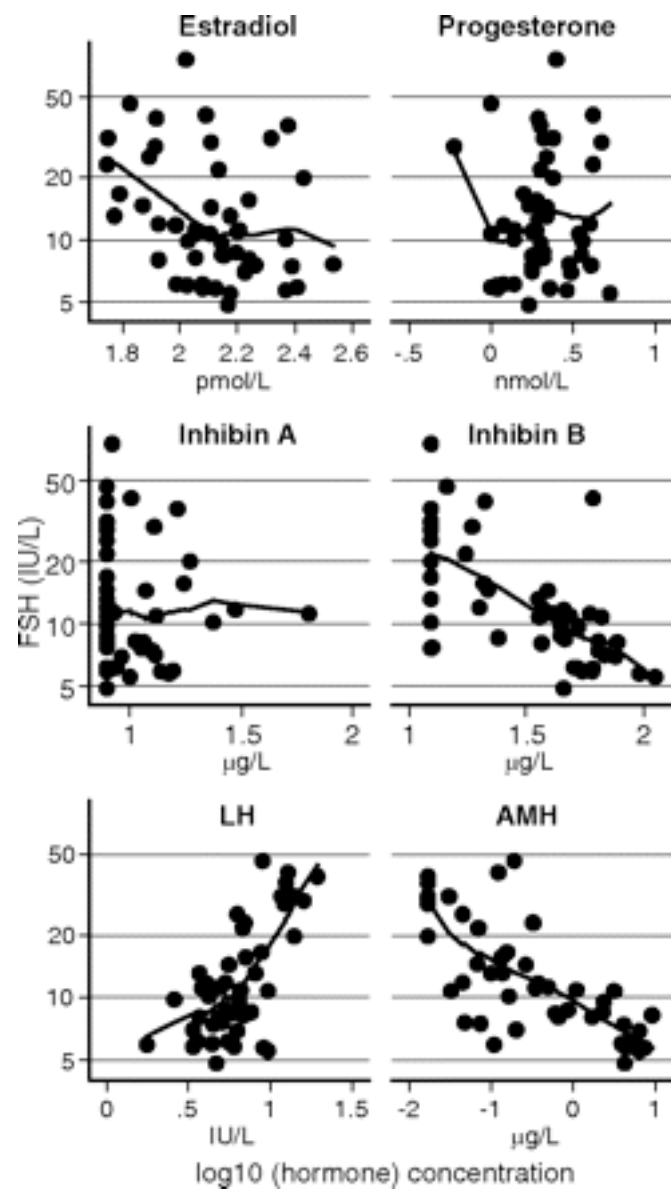 Estradiol Progesterone
50
20
10
5
1.8 2 2.2 2.4 2.6 -.5 0 .5 1
pmol/L nmol/L
Inhibin A Inhibin B
50
20
10
5
1 1.5 2 1 1.5 2
µg/L µg/L
FSH (IU/L)
LH AMH
50
20
10
5
0 .5 1 1.5 -2 -1 0 1
IU/L µg/L
log10 (hormone) concentration